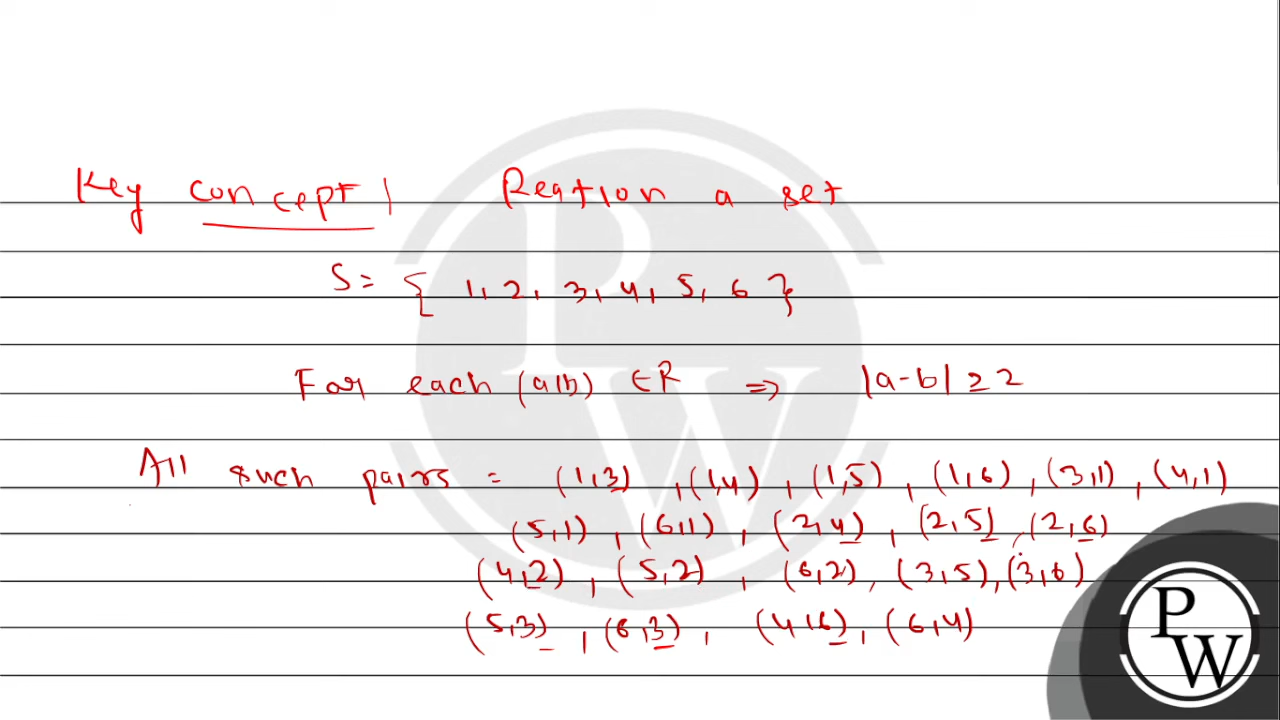 Key concept | Reation a set
S = { 1, 2, 3, 4, 5, 6 }
For each (a,b) ∈ R ⇒ |a-b| ≥ 2
All such pairs = (1,3) , (1,4) , (1,5) , (1,6) , (3,1) , (4,1)
(5,1) , (6,1) , (2,4) , (2,5) , (2,6)
(4,2) , (5,2) , (6,2) , (3,5), (3,6)
(5,3) , (6,3) , (4,6) , (6,4)
P
W
P
W